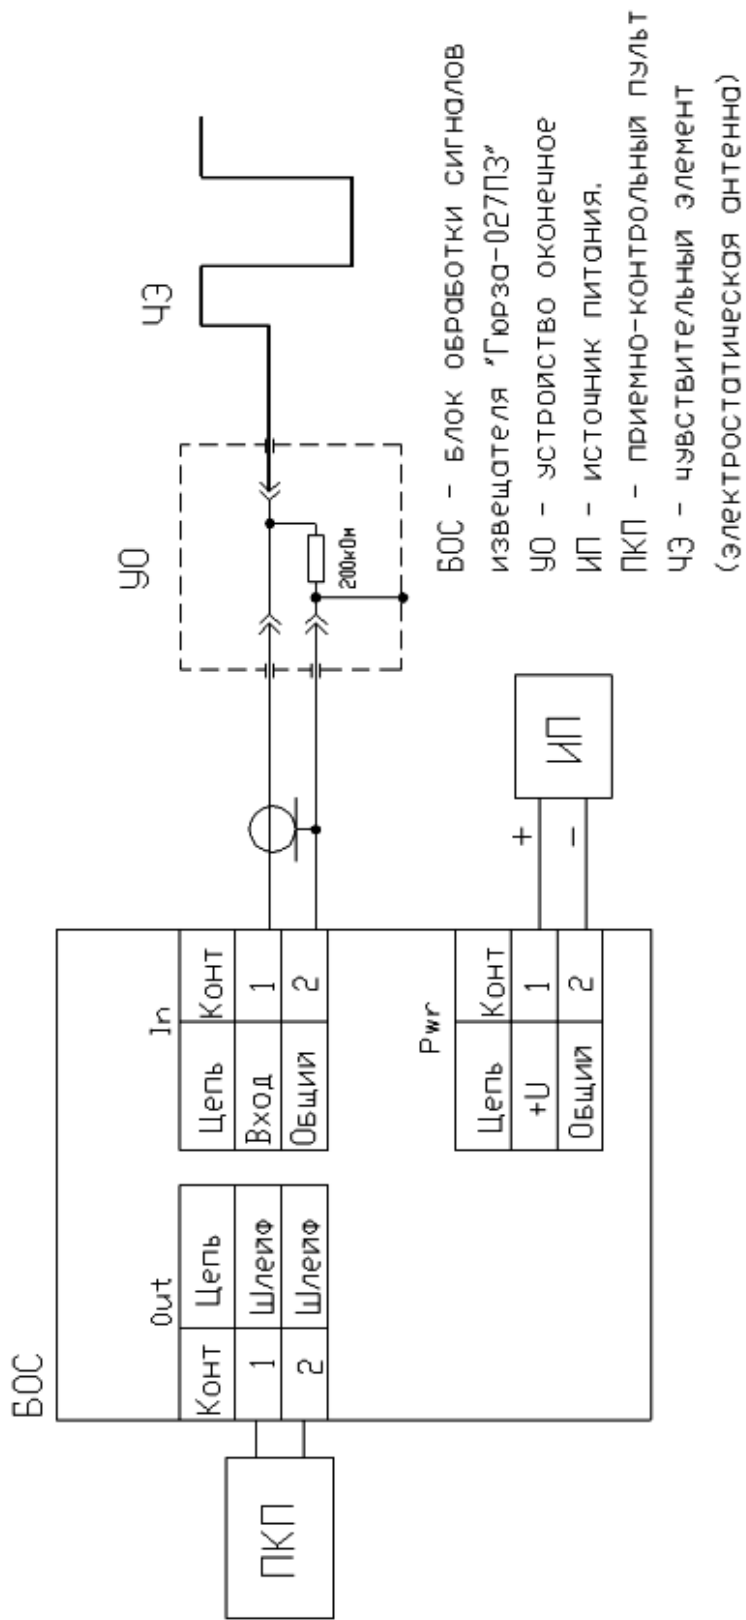 БОС
ПКП
Out
Конт Цепь
1 Шлейф
2 Шлейф
In
Цепь Конт
Вход 1
Общий 2
Pwr
Цепь Конт
+U 1
Общий 2
+
-
ИП
УО
200кОм
ЧЭ
БОС - блок обработки сигналов
извещателя "Гюрза-027ПЗ"
УО - устройство оконечное
ИП - источник питания.
ПКП - приемно-контрольный пульт
ЧЭ - чувствительный элемент
(электростатическая антенна)